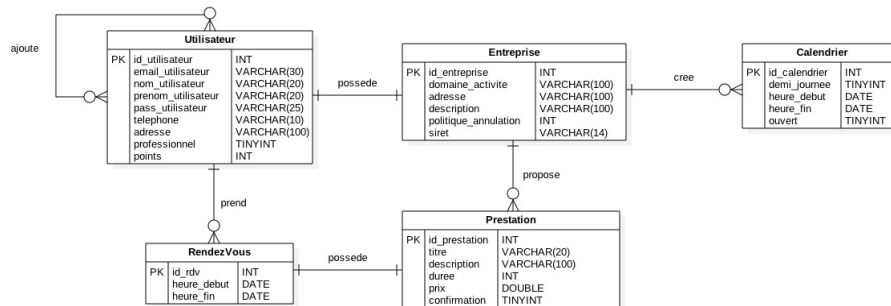 ajoute
Utilisateur
PK id_utilisateur INT
email_utilisateur VARCHAR(30)
nom_utilisateur VARCHAR(20)
prenom_utilisateur VARCHAR(20)
pass_utilisateur VARCHAR(25)
telephone VARCHAR(10)
adresse VARCHAR(100)
professionnel TINYINT
points INT
possede
Entreprise
PK id_entreprise INT
domaine_activite VARCHAR(100)
adresse VARCHAR(100)
description VARCHAR(100)
politique_annulation INT
siret VARCHAR(14)
cree
Calendrier
PK id_calendrier INT
demi_journee TINYINT
heure_debut DATE
heure_fin DATE
ouvert TINYINT
prend
propose
RendezVous
PK id_rdv INT
heure_debut DATE
heure_fin DATE
possede
Prestation
PK id_prestation INT
titre VARCHAR(20)
description VARCHAR(100)
duree INT
prix DOUBLE
confirmation TINYINT